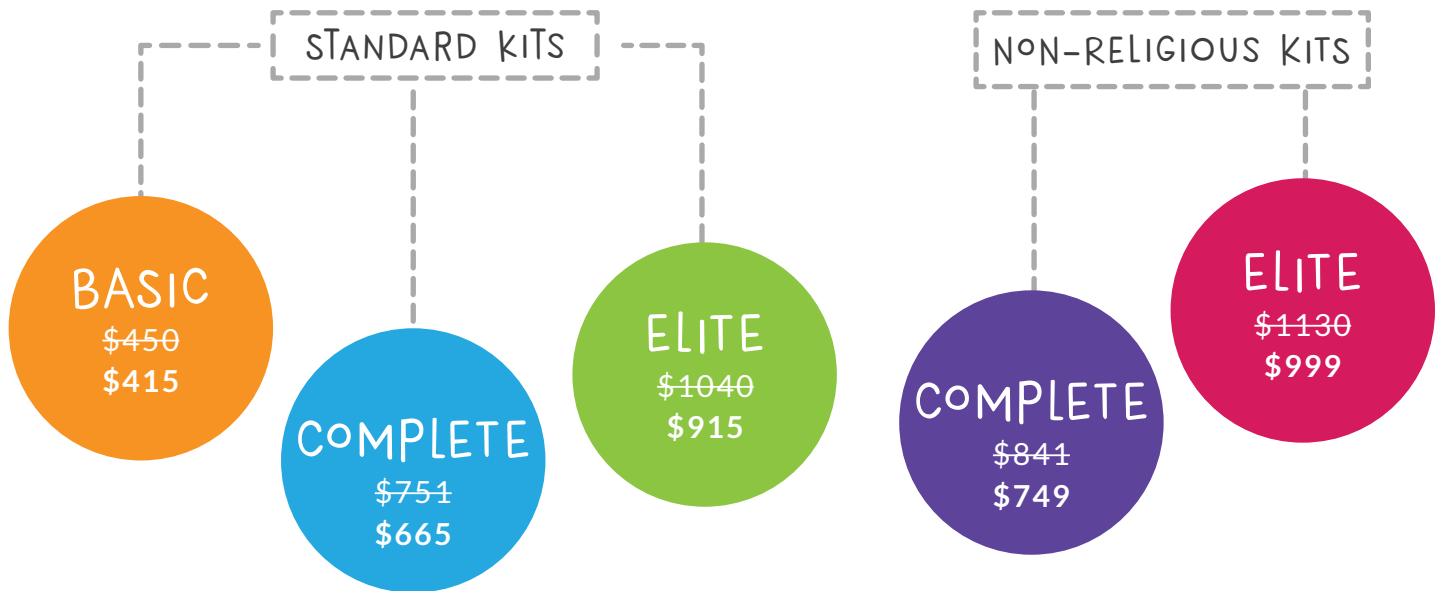 STANDARD KITS
BASIC
$450
$415
COMPLETE
$751
$665
ELITE
$1040
$915
NON-RELIGIOUS KITS
COMPLETE
$841
$749
ELITE
$1130
$999